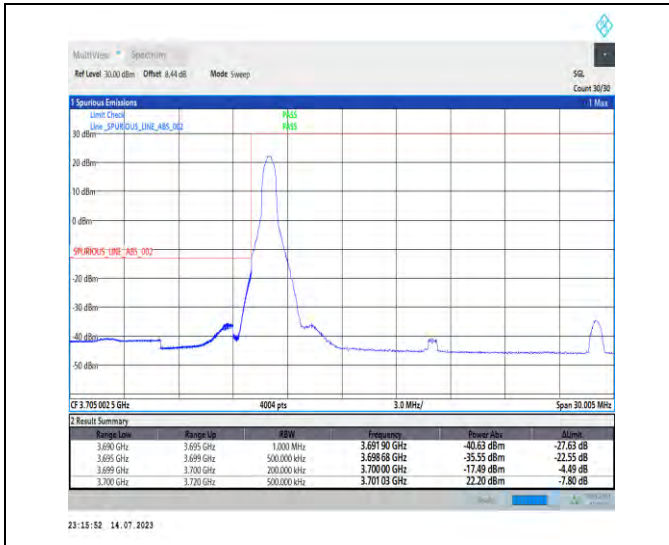 MultiView Spectrum
Ref Level 30.00 dBm Offset 8.44 dB Mode Sweep SGL
Count 30/30
1 Spurious Emissions 1 Max
Limit Check PASS
Line _SPURIOUS_LINE_ABS_002 PASS
30 dBm
20 dBm
10 dBm
0 dBm
SPURIOUS_LINE_ABS_002
-20 dBm
-30 dBm
-40 dBm
-50 dBm
CF 3.705 002 5 GHz 4004 pts 3.0 MHz/ Span 30.005 MHz
2 Result Summary
Range Low Range Up RBW Frequency Power Abs ΔLimit
3.690 GHz 3.695 GHz 1.000 MHz 3.691 90 GHz -40.63 dBm -27.63 dB
3.695 GHz 3.699 GHz 500.000 kHz 3.698 68 GHz -35.55 dBm -22.55 dB
3.699 GHz 3.700 GHz 200.000 kHz 3.700 00 GHz -17.49 dBm -4.49 dB
3.700 GHz 3.720 GHz 500.000 kHz 3.701 03 GHz 22.20 dBm -7.80 dB
23:15:52 14.07.2023